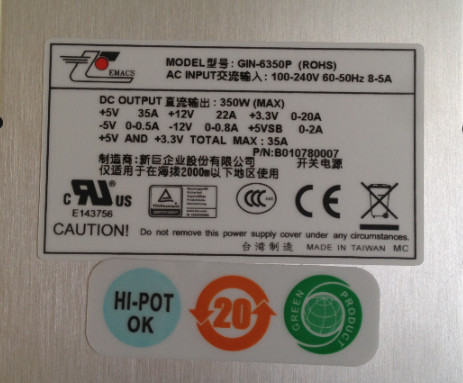 EMACS
MODEL型号: GIN-6350P (ROHS)
AC INPUT交流输入: 100-240V 60-50Hz 8-5A
DC OUTPUT 直流输出: 350W (MAX)
+5V 35A +12V 22A +3.3V 0-20A
-5V 0-0.5A -12V 0-0.8A +5VSB 0-2A
+5V AND +3.3V TOTAL MAX: 35A
P/N:B010780007
制造商: 新巨企业股份有限公司 开关电源
仅适用于在海拔2000m以下地区使用
C UL US
E143756
CCC
CE
CAUTION! Do not remove this power supply cover under any circumstances.
台湾制造 MADE IN TAIWAN MC
HI-POT
OK
20
GREEN PRODUCT